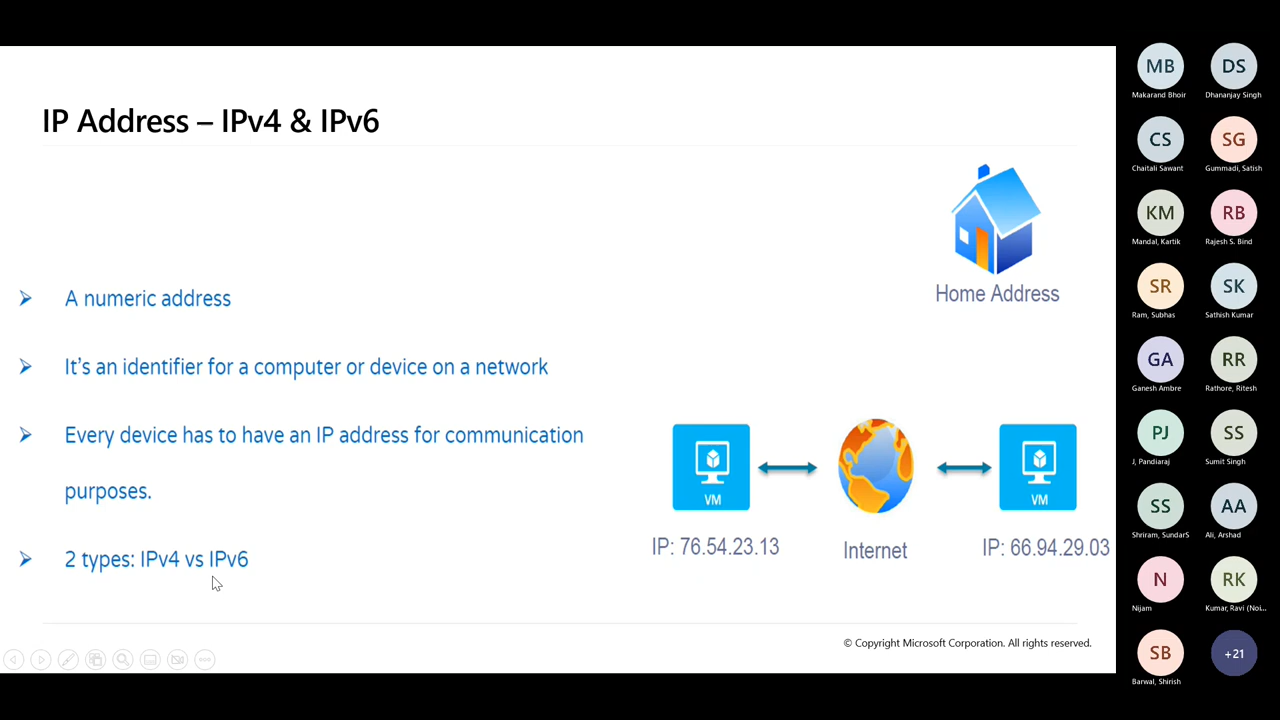 IP Address – IPv4 & IPv6
Home Address
➢ A numeric address
➢ It's an identifier for a computer or device on a network
➢ Every device has to have an IP address for communication
purposes.
➢ 2 types: IPv4 vs IPv6
VM
VM
IP: 76.54.23.13
Internet
IP: 66.94.29.03
© Copyright Microsoft Corporation. All rights reserved.
MB
DS
Makarand Bhoir
Dhananjay Singh
CS
SG
Chaitali Sawant
Gummadi, Satish
KM
RB
Mandal, Kartik
Rajesh S. Bind
SR
SK
Ram, Subhas
Sathish Kumar
GA
RR
Ganesh Ambre
Rathore, Ritesh
PJ
SS
J, Pandiaraj
Sumit Singh
SS
AA
Shriram, SundarS
Ali, Arshad
N
RK
Nijam
Kumar, Ravi (Noi...
SB
+21
Barwal, Shirish